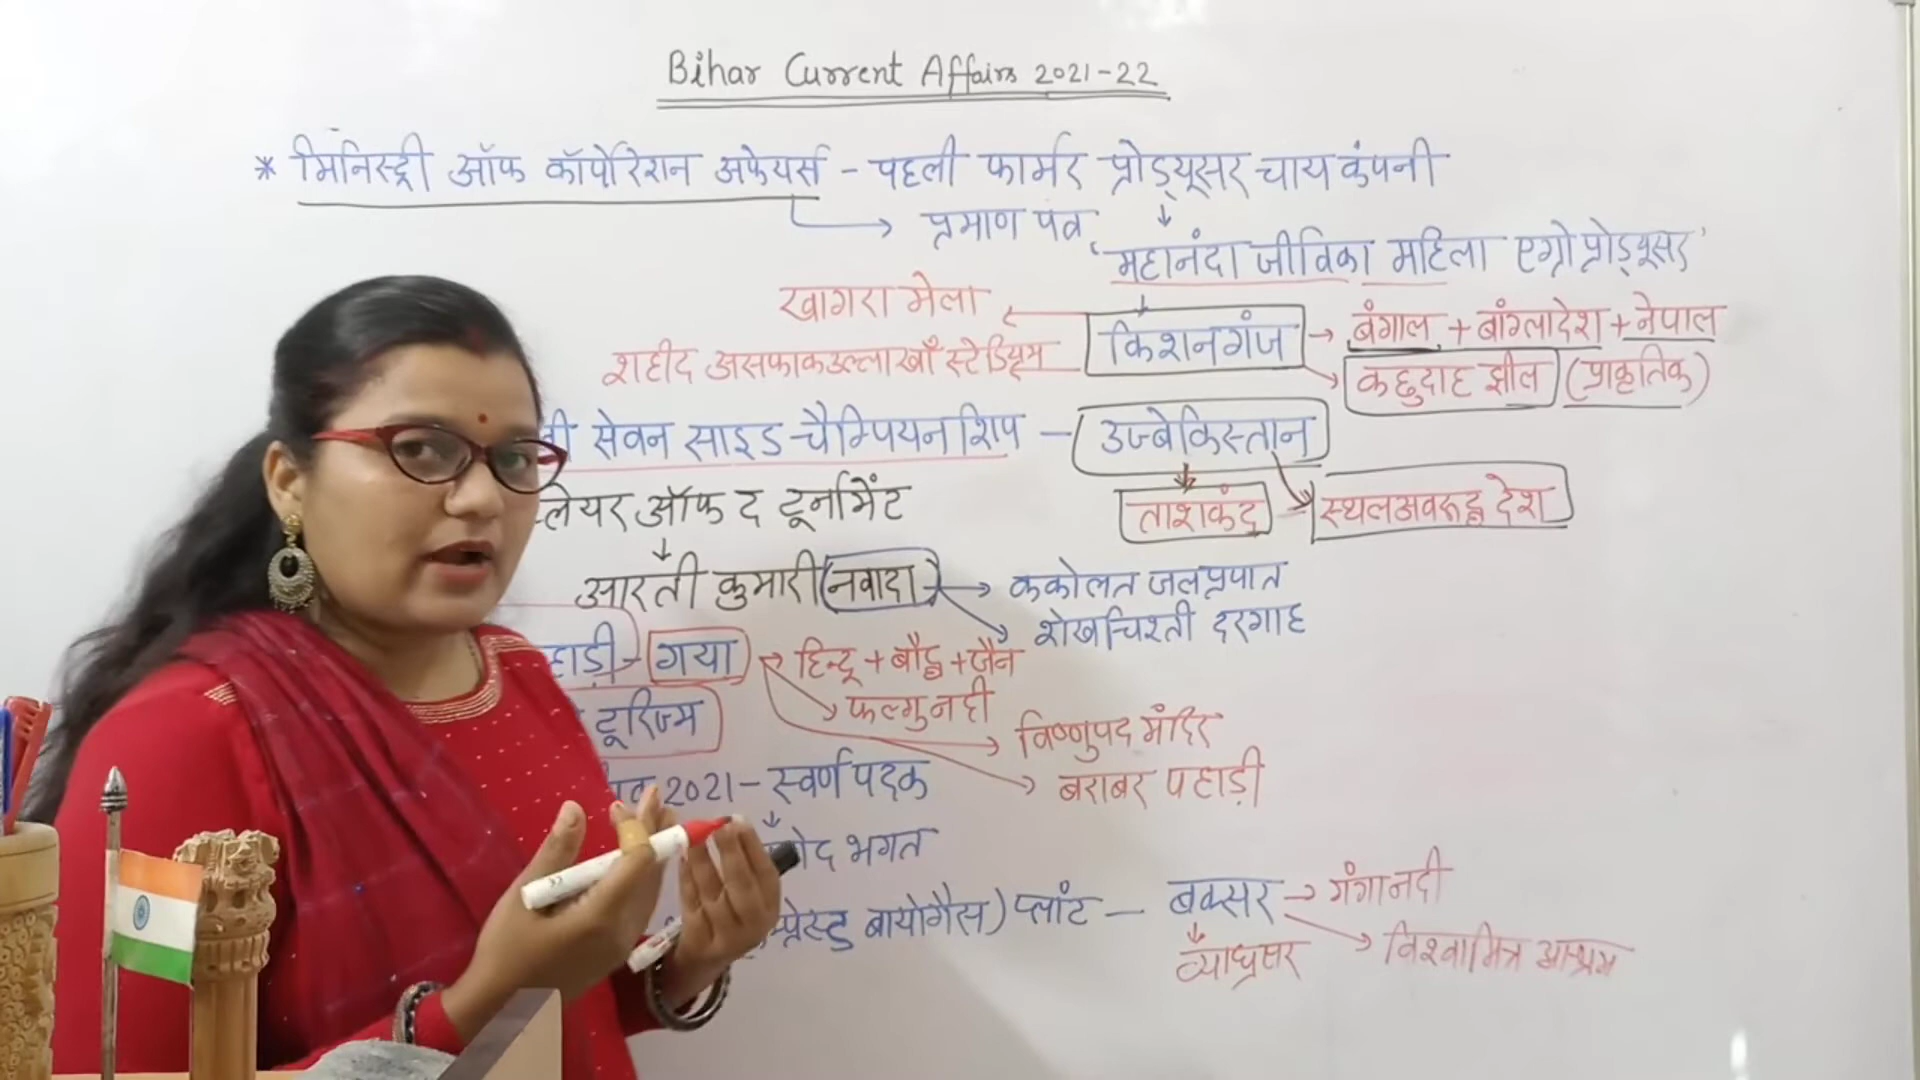 Bihar Current Affairs 2021-22
* मिनिस्ट्री ऑफ कॉर्पोरेशन अफेयर्स - पहली फार्मर प्रोड्यूसर चाय कंपनी
→ प्रमाण पत्र
'महानंदा जीविका महिला एग्रो प्रोड्यूसर'
खागरा मेला
किशनगंज → बंगाल + बांग्लादेश + नेपाल
शहीद असफाकउल्लाखाँ स्टेडियम
कछुदाह झील (प्राकृतिक)
सेवन साइड चैम्पियनशिप - उज्बेकिस्तान
ताशकंद → स्थलअवरूद्ध देश
लेयर ऑफ द टूर्नामेंट
आरती कुमारी (नवादा) → ककोलत जलप्रपात
शेखचिश्ती दरगाह
हाड़ी - गया → हिन्दू + बौद्ध + जैन
फल्गु नदी
टूरिज्म
विष्णुपद मंदिर
2021 - स्वर्ण पदक
बराबर पहाड़ी
भगत
म्प्रेस्ड बायोगैस) प्लांट - बक्सर → गंगा नदी
व्याघ्रसर
विश्वामित्र आश्रम